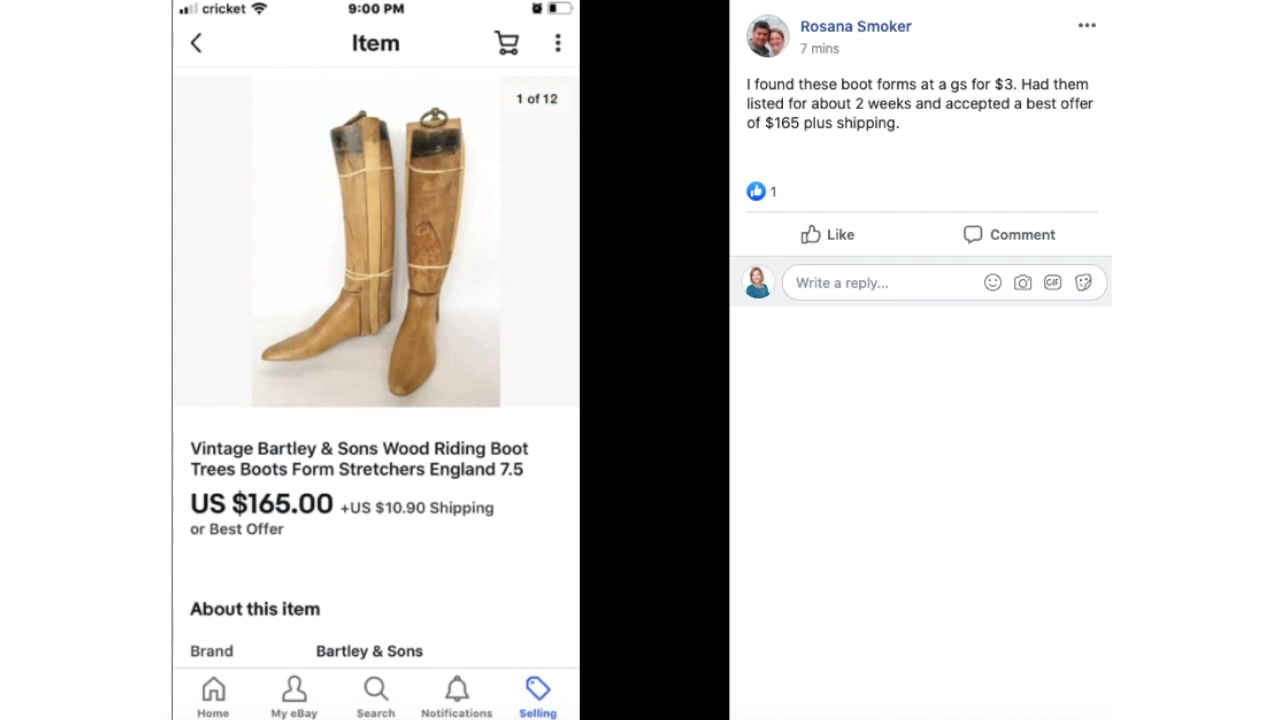 cricket
9:00 PM
Item
1 of 12
Vintage Bartley & Sons Wood Riding Boot
Trees Boots Form Stretchers England 7.5
US $165.00 +US $10.90 Shipping
or Best Offer
About this item
Brand Bartley & Sons
Home My eBay Search Notifications Selling
Rosana Smoker
7 mins
I found these boot forms at a gs for $3. Had them
listed for about 2 weeks and accepted a best offer
of $165 plus shipping.
1
Like Comment
Write a reply...
GIF